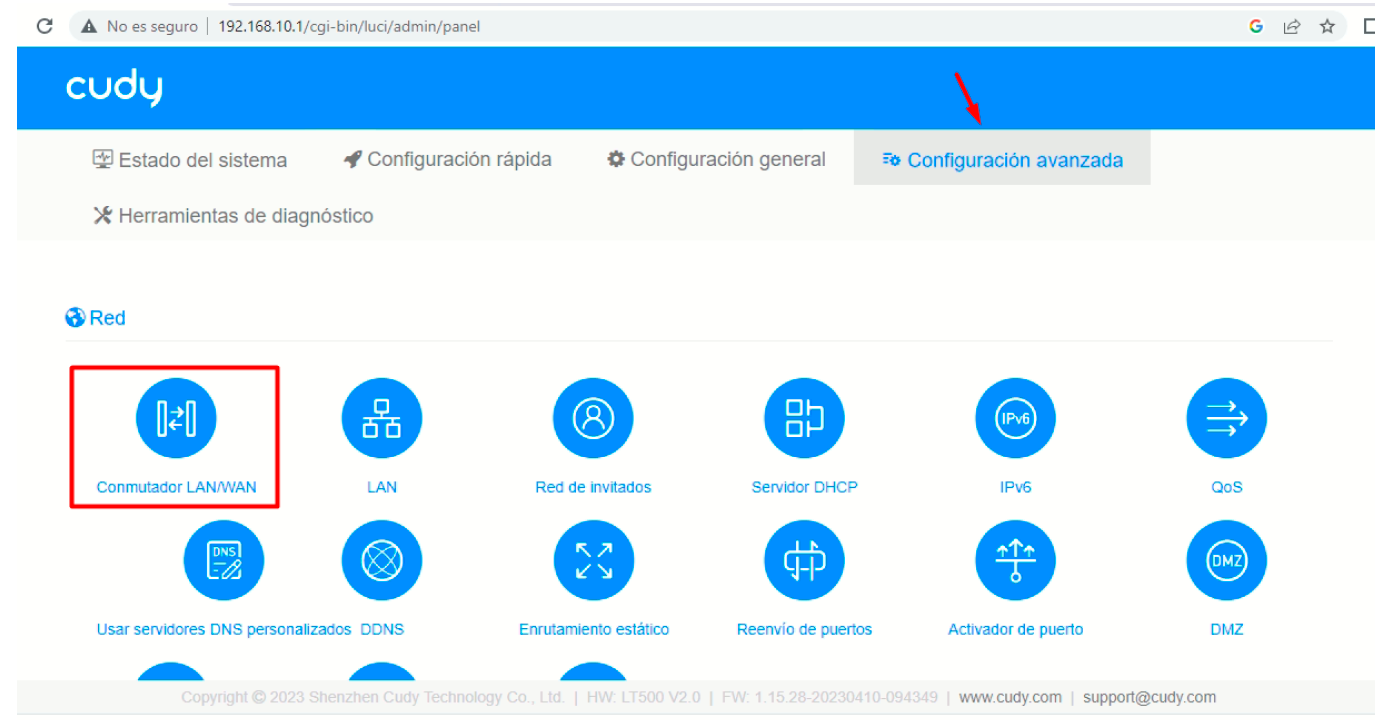 No es seguro | 192.168.10.1/cgi-bin/luci/admin/panel
cudy
Estado del sistema Configuración rápida Configuración general Configuración avanzada
Herramientas de diagnóstico
Red
IPv6
Conmutador LAN/WAN LAN Red de invitados Servidor DHCP IPv6 QoS
DNS DMZ
Usar servidores DNS personalizados DDNS Enrutamiento estático Reenvío de puertos Activador de puerto DMZ
Copyright © 2023 Shenzhen Cudy Technology Co., Ltd. | HW: LT500 V2.0 | FW: 1.15.28-20230410-094349 | www.cudy.com | support@cudy.com